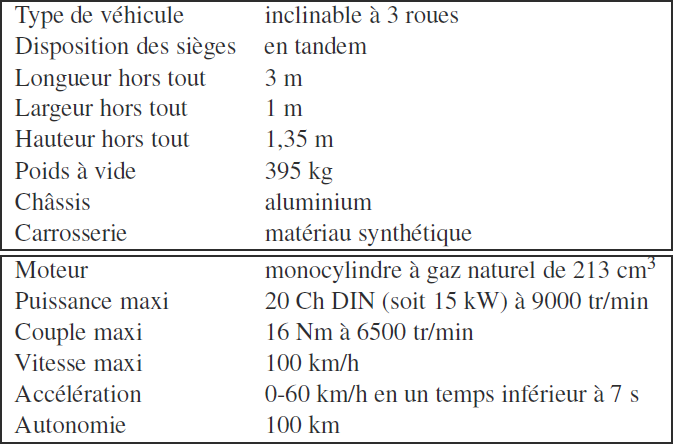 Type de véhicule inclinable à 3 roues
Disposition des sièges en tandem
Longueur hors tout 3 m
Largeur hors tout 1 m
Hauteur hors tout 1,35 m
Poids à vide 395 kg
Châssis aluminium
Carrosserie matériau synthétique
Moteur monocylindre à gaz naturel de 213 cm³
Puissance maxi 20 Ch DIN (soit 15 kW) à 9000 tr/min
Couple maxi 16 Nm à 6500 tr/min
Vitesse maxi 100 km/h
Accélération 0-60 km/h en un temps inférieur à 7 s
Autonomie 100 km